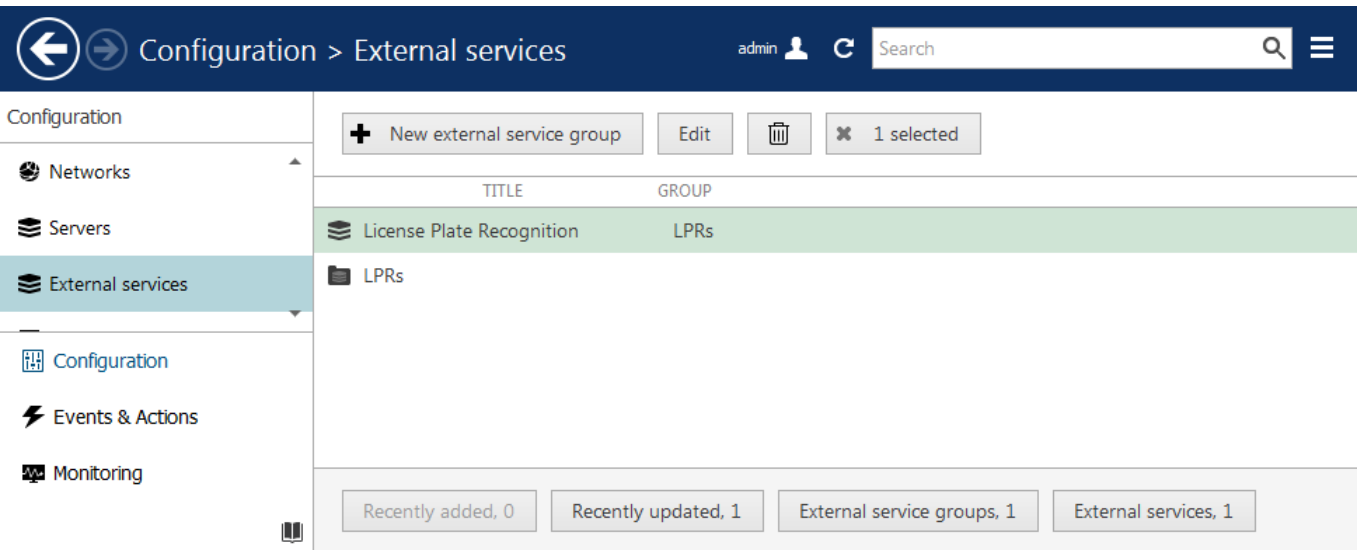 Configuration > External services
admin
Search
Configuration
Networks
Servers
External services
Configuration
Events & Actions
Monitoring
New external service group
Edit
1 selected
TITLE GROUP
License Plate Recognition LPRs
LPRs
Recently added, 0
Recently updated, 1
External service groups, 1
External services, 1